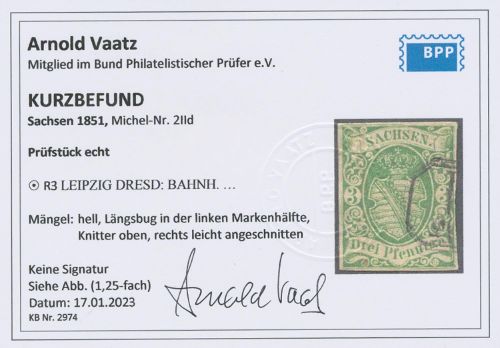 Arnold Vaatz
Mitglied im Bund Philatelistischer Prüfer e.V.
BPP
KURZBEFUND
Sachsen 1851, Michel-Nr. 2IId
Prüfstück echt
⊙ R3 LEIPZIG DRESD: BAHNH. ...
Mängel: hell, Längsbug in der linken Markenhälfte,
Knitter oben, rechts leicht angeschnitten
SACHSEN.
Drei Pfennige
Keine Signatur
Siehe Abb. (1,25-fach)
Datum: 17.01.2023
KB Nr. 2974
Arnold Vaatz